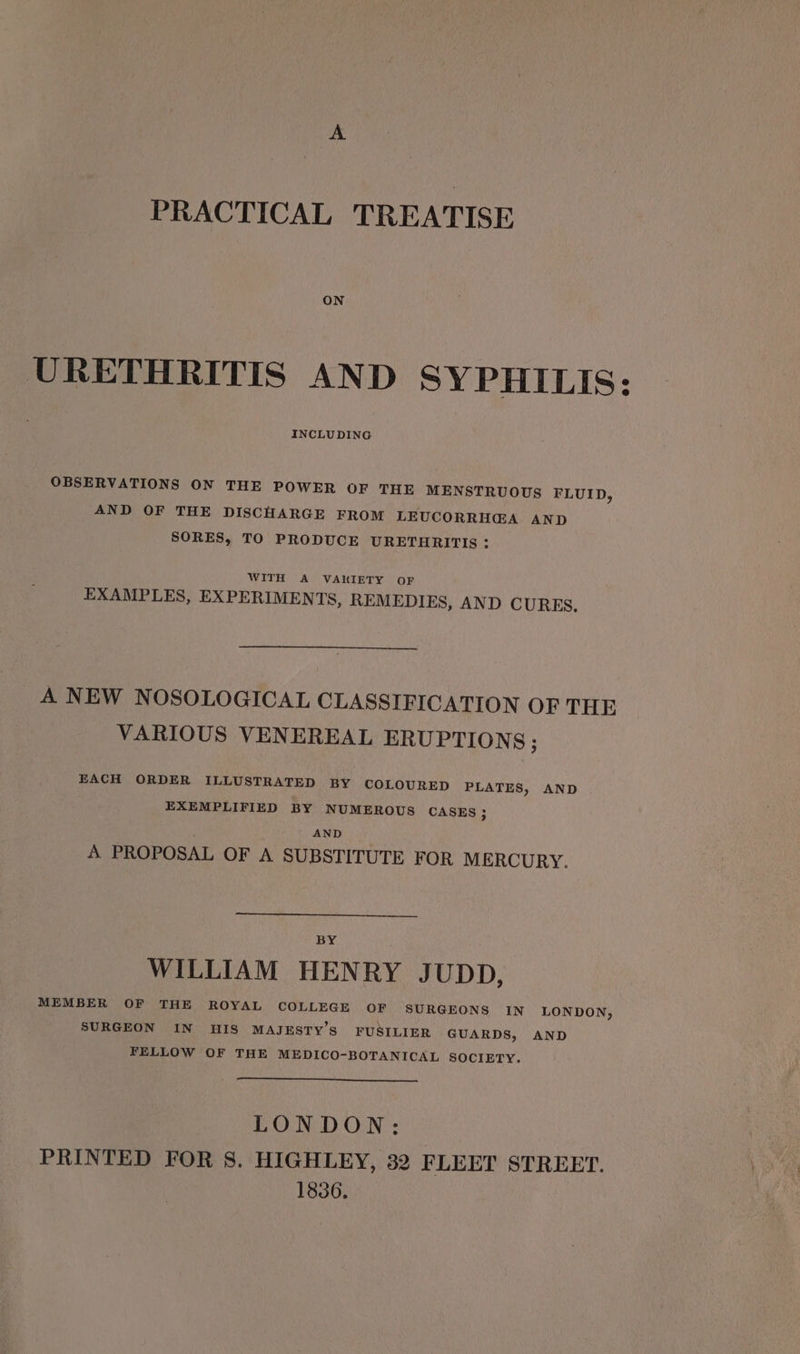 A
PRACTICAL TREATISE
ON
URETHRITIS AND SYPHILIS:
INCLUDING
OBSERVATIONS ON THE POWER OF THE MENSTRUOUS FLUID,
AND OF THE DISCHARGE FROM LEUCORRHŒA AND
SORES, TO PRODUCE URETHRITIS:
WITH A VARIETY OF
EXAMPLES, EXPERIMENTS, REMEDIES, AND CURES.
A NEW NOSOLOGICAL CLASSIFICATION OF THE
VARIOUS VENEREAL ERUPTIONS;
EACH ORDER ILLUSTRATED BY COLOURED PLATES, AND
EXEMPLIFIED BY NUMEROUS CASES;
AND
A PROPOSAL OF A SUBSTITUTE FOR MERCURY.
BY
WILLIAM HENRY JUDD,
MEMBER OF THE ROYAL COLLEGE OF SURGEONS IN LONDON,
SURGEON IN HIS MAJESTY'S FUSILIER GUARDS, AND
FELLOW OF THE MEDICO-BOTANICAL SOCIETY.
LONDON:
PRINTED FOR S. HIGHLEY, 32 FLEET STREET.
1836.